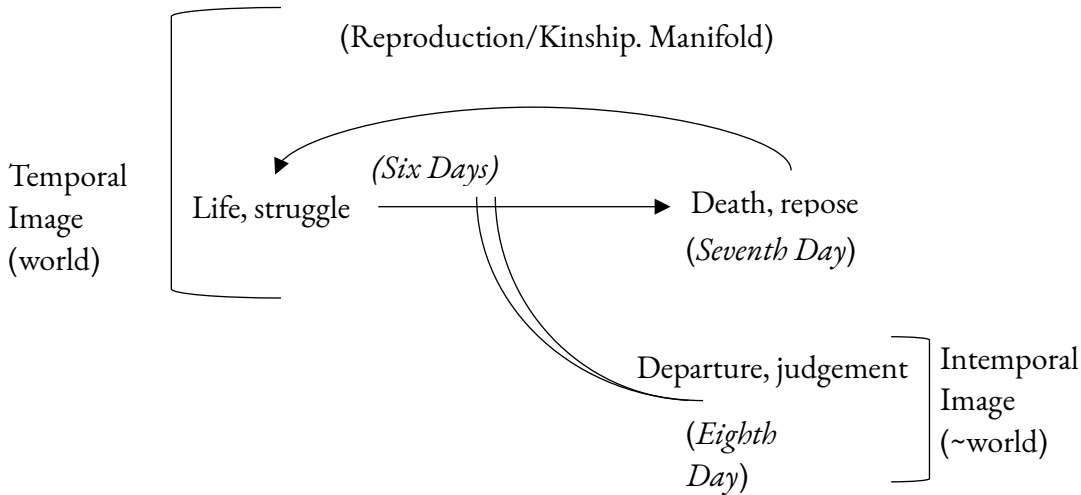 (Reproduction/Kinship. Manifold)
Temporal
Image
(world)
(Six Days)
Life, struggle
Death, repose
(Seventh Day)
Departure, judgement
(Eighth
Day)
Intemporal
Image
(~world)